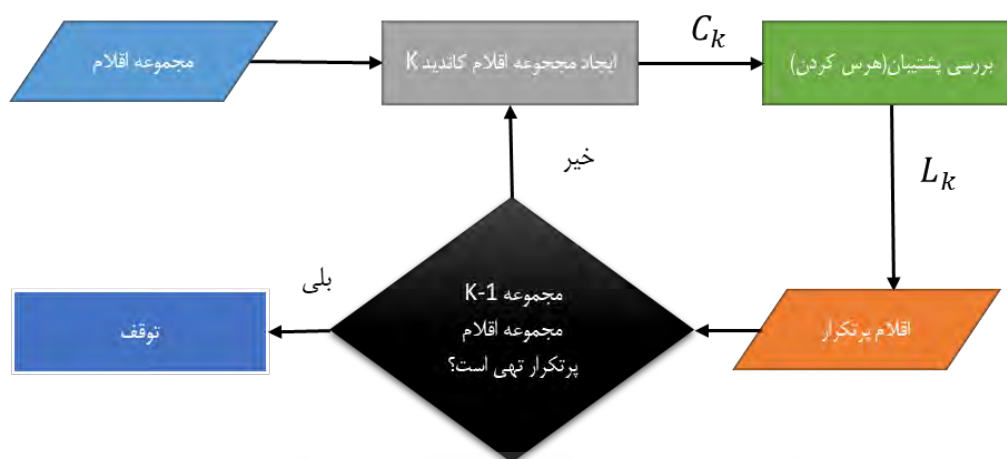 مجموعه اقلام
ایجاد مجحوعه اقلام کاندید K
C_k
بررسی پشتیبان(هرس کردن)
L_k
اقلام پرتکرار
مجموعه K-1
مجموعه اقلام
پرتکرار تهی است؟
خیر
بلی
توقف